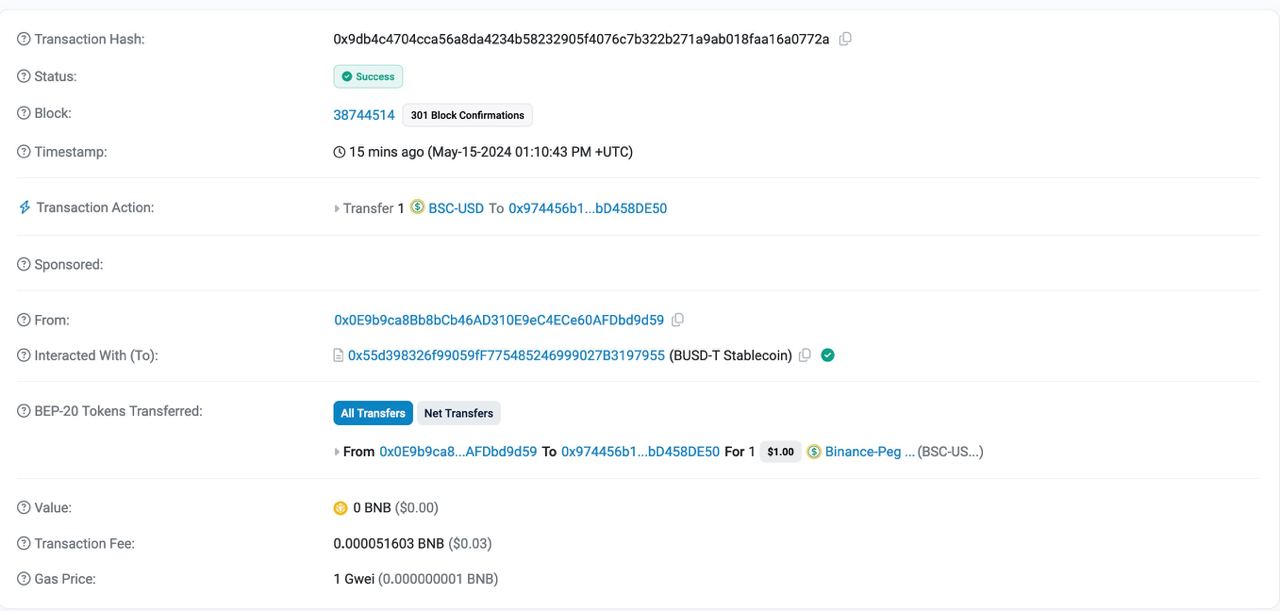 Transaction Hash: 0x9db4c4704cca56a8da4234b58232905f4076c7b322b271a9ab018faa16a0772a
Status: Success
Block: 38744514 301 Block Confirmations
Timestamp: 15 mins ago (May-15-2024 01:10:43 PM +UTC)
Transaction Action: Transfer 1 BSC-USD To 0x974456b1...bD458DE50
Sponsored:
From: 0x0E9b9ca8Bb8bCb46AD310E9eC4ECe60AFDbd9d59
Interacted With (To): 0x55d398326f99059fF775485246999027B3197955 (BUSD-T Stablecoin)
BEP-20 Tokens Transferred: All Transfers Net Transfers
From 0x0E9b9ca8...AFDbd9d59 To 0x974456b1...bD458DE50 For 1 $1.00 Binance-Peg ... (BSC-US...)
Value: 0 BNB ($0.00)
Transaction Fee: 0.000051603 BNB ($0.03)
Gas Price: 1 Gwei (0.000000001 BNB)